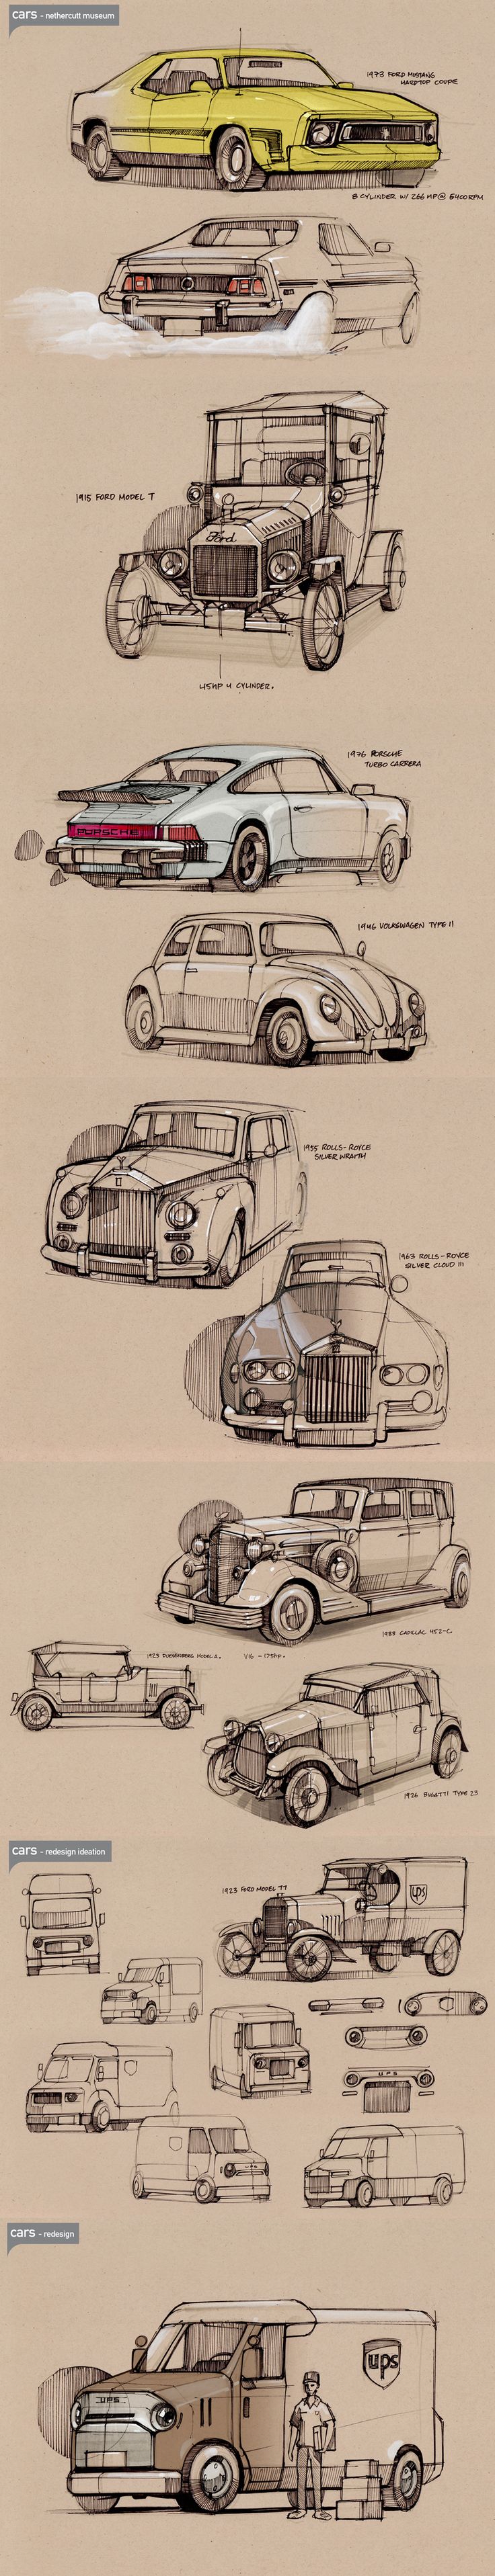 cars - nethercutt museum
1973 FORD MUSTANG
HARDTOP COUPE
8 CYLINDER W/ 266 HP@ 5400RPM
1915 FORD MODEL T
Ford
45HP 4 CYLINDER.
1976 PORSCHE
TURBO CARRERA
PORSCHE
1946 VOLKSWAGEN TYPE 11
1955 ROLLS-ROYCE
SILVER WRAITH
1963 ROLLS-ROYCE
SILVER CLOUD III
1933 CADILLAC 452-C
1923 DUESENBERG MODEL A.
V16 - 175HP.
1926 BUGATTI TYPE 23
cars - redesign ideation
1923 FORD MODEL TT
UPS
UPS
UPS
cars - redesign
ups
UPS